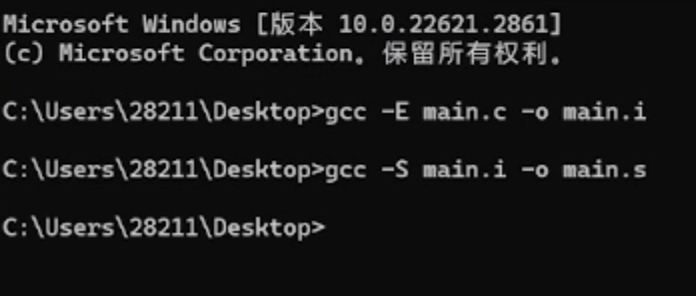 Microsoft Windows [版本 10.0.22621.2861]
(c) Microsoft Corporation。保留所有权利。
C:\Users\28211\Desktop>gcc -E main.c -o main.i
C:\Users\28211\Desktop>gcc -S main.i -o main.s
C:\Users\28211\Desktop>